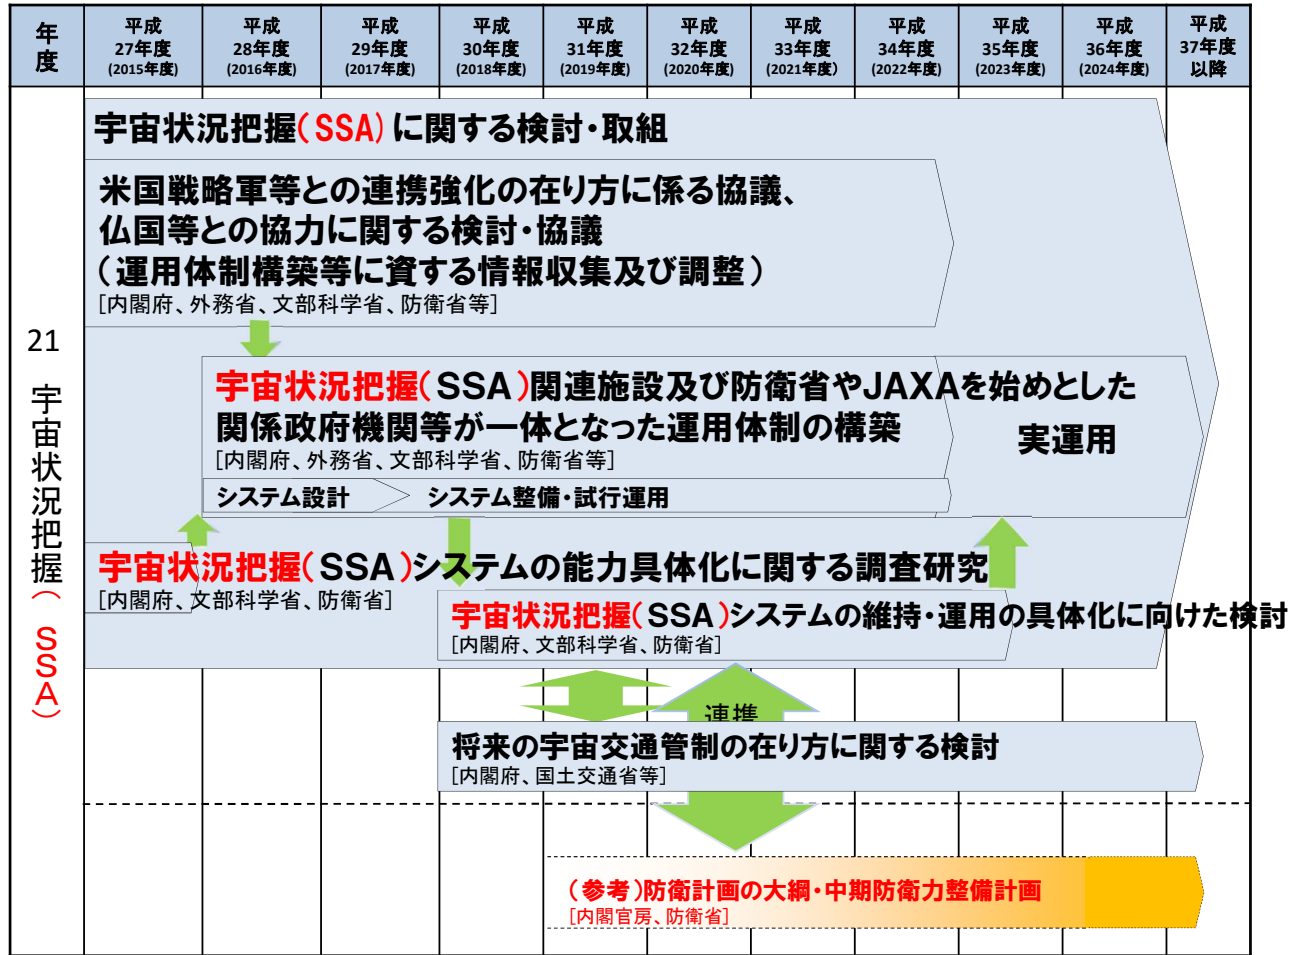 年度
平成
27年度
(2015年度)
平成
28年度
(2016年度)
平成
29年度
(2017年度)
平成
30年度
(2018年度)
平成
31年度
(2019年度)
平成
32年度
(2020年度)
平成
33年度
(2021年度)
平成
34年度
(2022年度)
平成
35年度
(2023年度)
平成
36年度
(2024年度)
平成
37年度
以降
21 宇宙状況把握(SSA)
宇宙状況把握(SSA)に関する検討・取組
米国戦略軍等との連携強化の在り方に係る協議、
仏国等との協力に関する検討・協議
(運用体制構築等に資する情報収集及び調整)
[内閣府、外務省、文部科学省、防衛省等]
宇宙状況把握(SSA)関連施設及び防衛省やJAXAを始めとした
関係政府機関等が一体となった運用体制の構築
[内閣府、外務省、文部科学省、防衛省等]
実運用
システム設計
システム整備・試行運用
宇宙状況把握(SSA)システムの能力具体化に関する調査研究
[内閣府、文部科学省、防衛省]
宇宙状況把握(SSA)システムの維持・運用の具体化に向けた検討
[内閣府、文部科学省、防衛省]
連携
将来の宇宙交通管制の在り方に関する検討
[内閣府、国土交通省等]
(参考)防衛計画の大綱・中期防衛力整備計画
[内閣官房、防衛省]